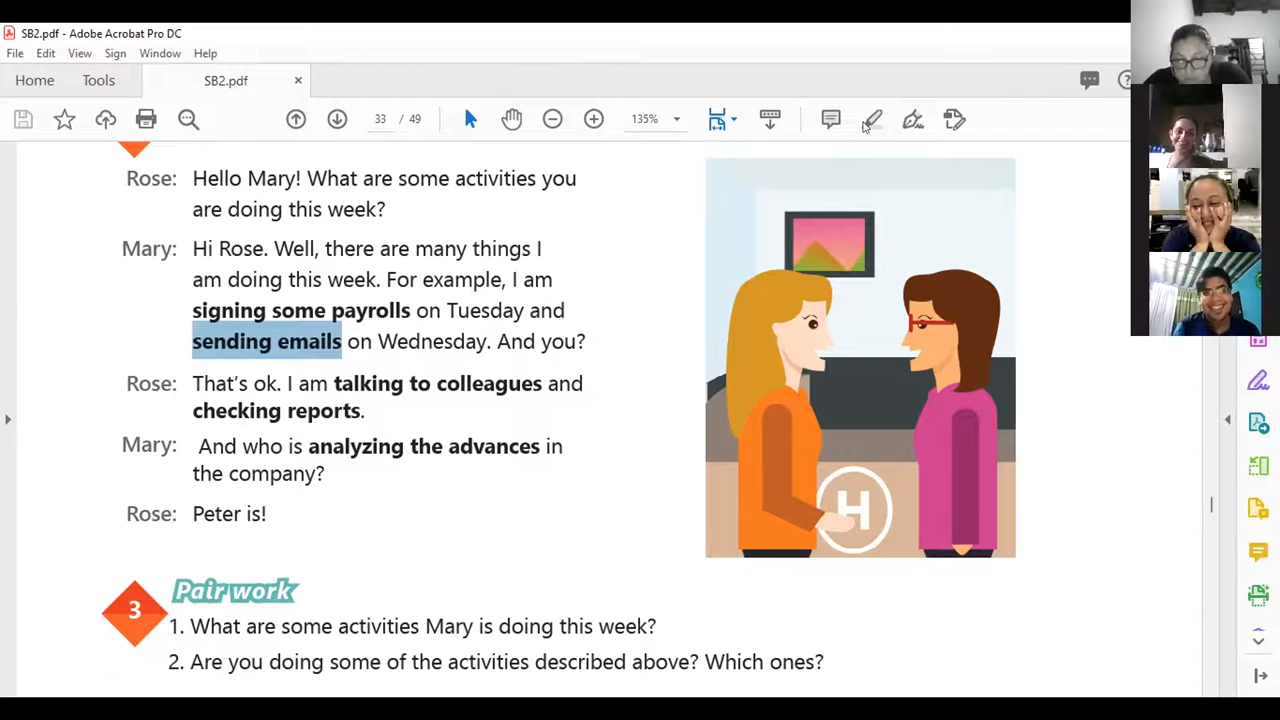 SB2.pdf - Adobe Acrobat Pro DC
File Edit View Sign Window Help
Home Tools SB2.pdf ×
33 / 49 135%
Rose: Hello Mary! What are some activities you
are doing this week?
Mary: Hi Rose. Well, there are many things I
am doing this week. For example, I am
signing some payrolls on Tuesday and
sending emails on Wednesday. And you?
Rose: That's ok. I am talking to colleagues and
checking reports.
Mary: And who is analyzing the advances in
the company?
Rose: Peter is!
H
3 Pair work
1. What are some activities Mary is doing this week?
2. Are you doing some of the activities described above? Which ones?